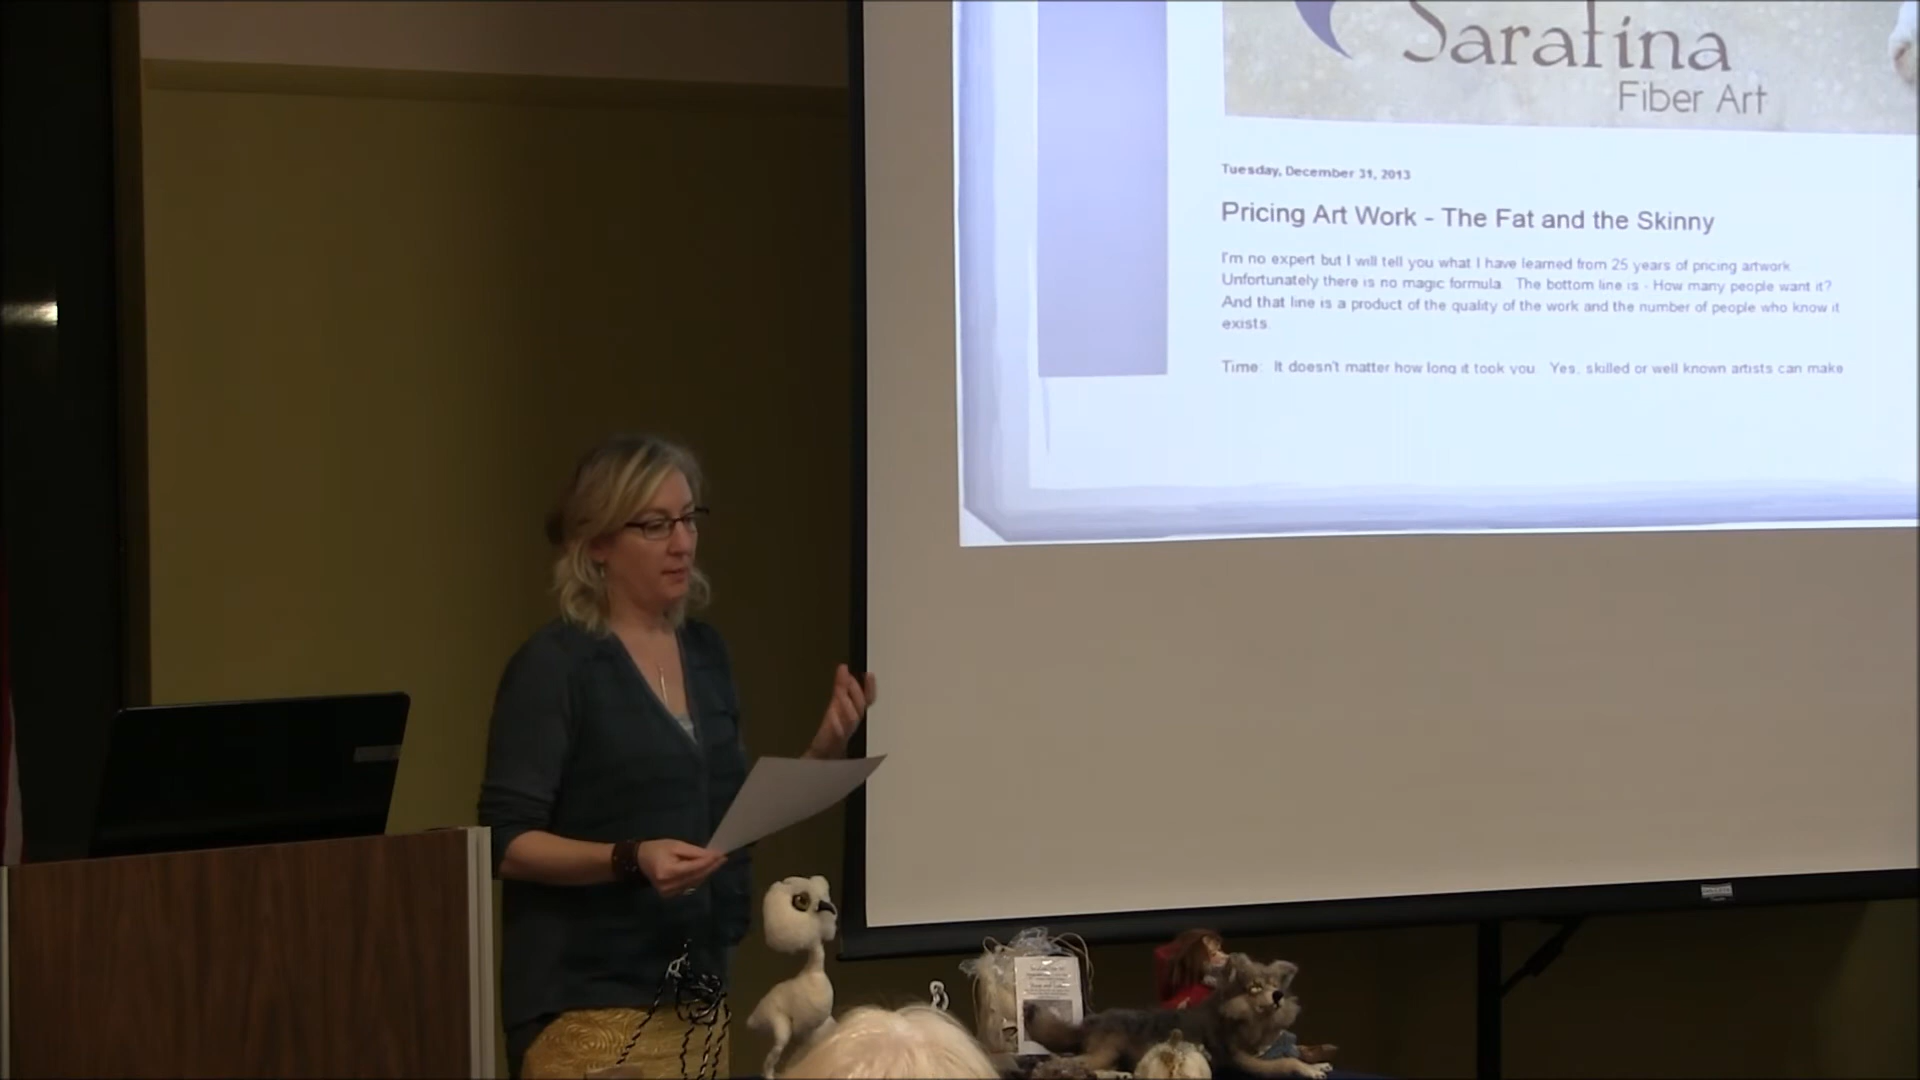 Sarafina
Fiber Art
Tuesday, December 31, 2013
Pricing Art Work - The Fat and the Skinny
I'm no expert but I will tell you what I have learned from 25 years of pricing artwork.
Unfortunately there is no magic formula. The bottom line is - How many people want it?
And that line is a product of the quality of the work and the number of people who know it
exists.
Time: It doesn't matter how long it took you. Yes, skilled or well known artists can make